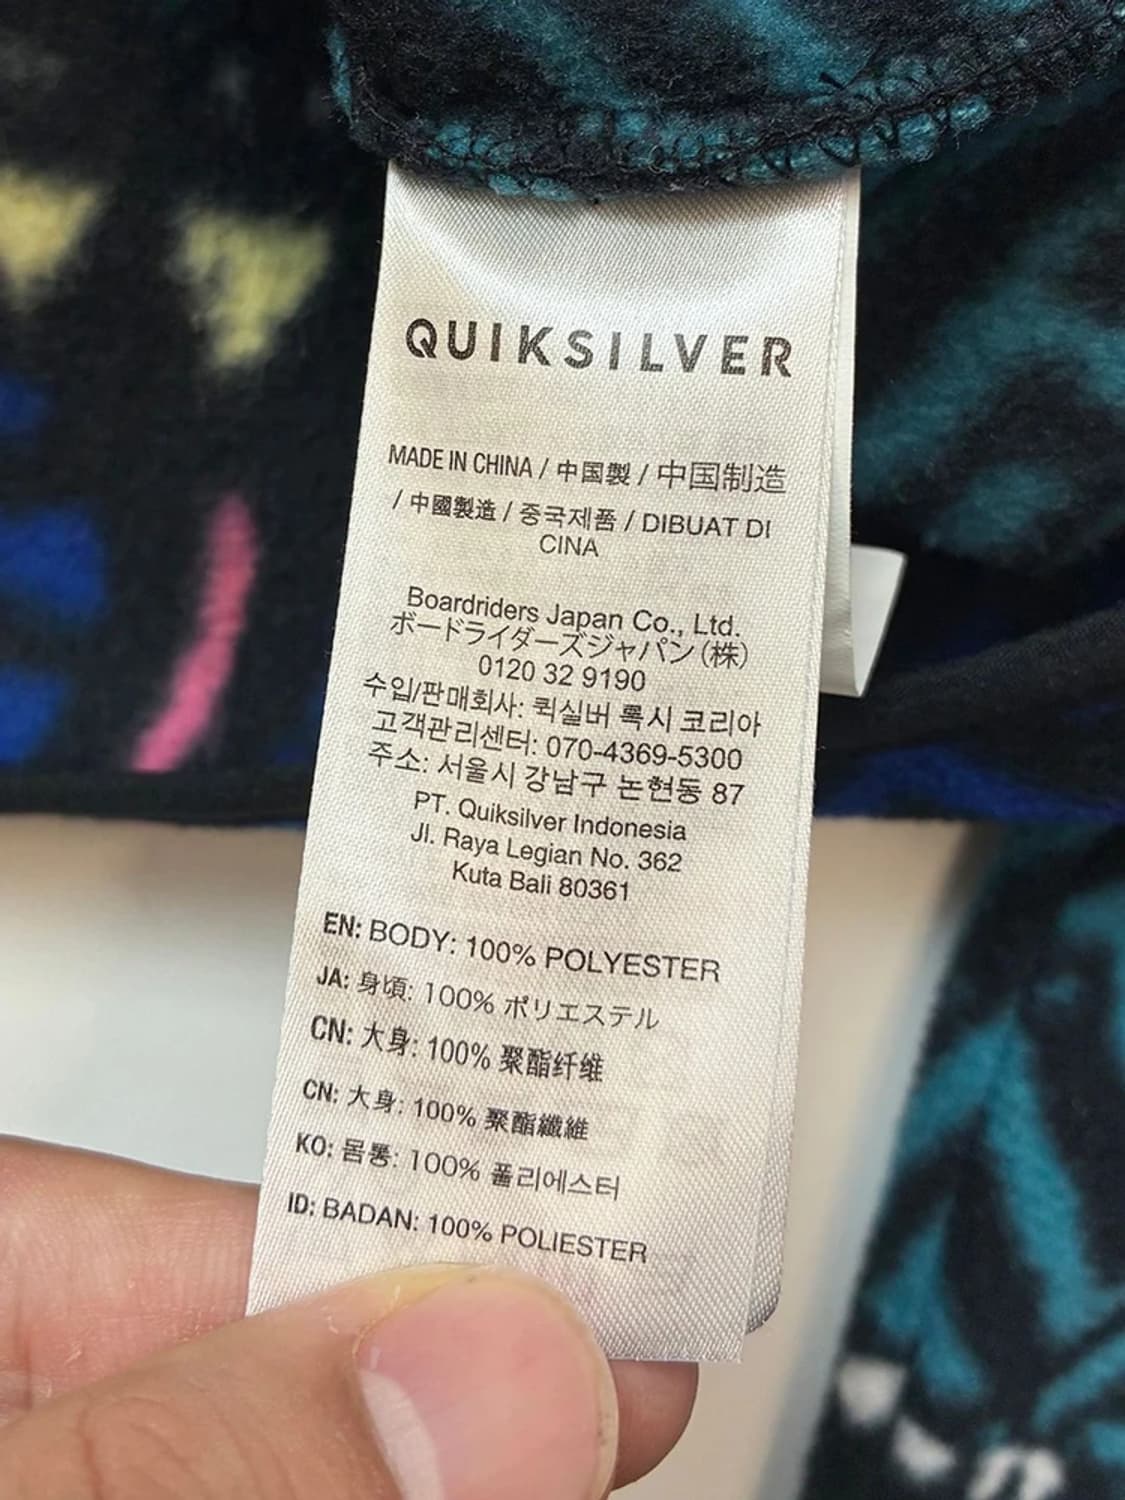 QUIKSILVER
MADE IN CHINA / 中国製 / 中国制造
/ 中國製造 / 중국제품 / DIBUAT DI
CINA
Boardriders Japan Co., Ltd.
ボードライダーズジャパン（株）
0120 32 9190
수입/판매회사: 퀵실버 록시 코리아
고객관리센터: 070-4369-5300
주소: 서울시 강남구 논현동 87
PT. Quiksilver Indonesia
Jl. Raya Legian No. 362
Kuta Bali 80361
EN: BODY: 100% POLYESTER
JA: 身頃: 100% ポリエステル
CN: 大身: 100% 聚酯纤维
CN: 大身: 100% 聚酯纖維
KO: 몸통: 100% 폴리에스터
ID: BADAN: 100% POLIESTER